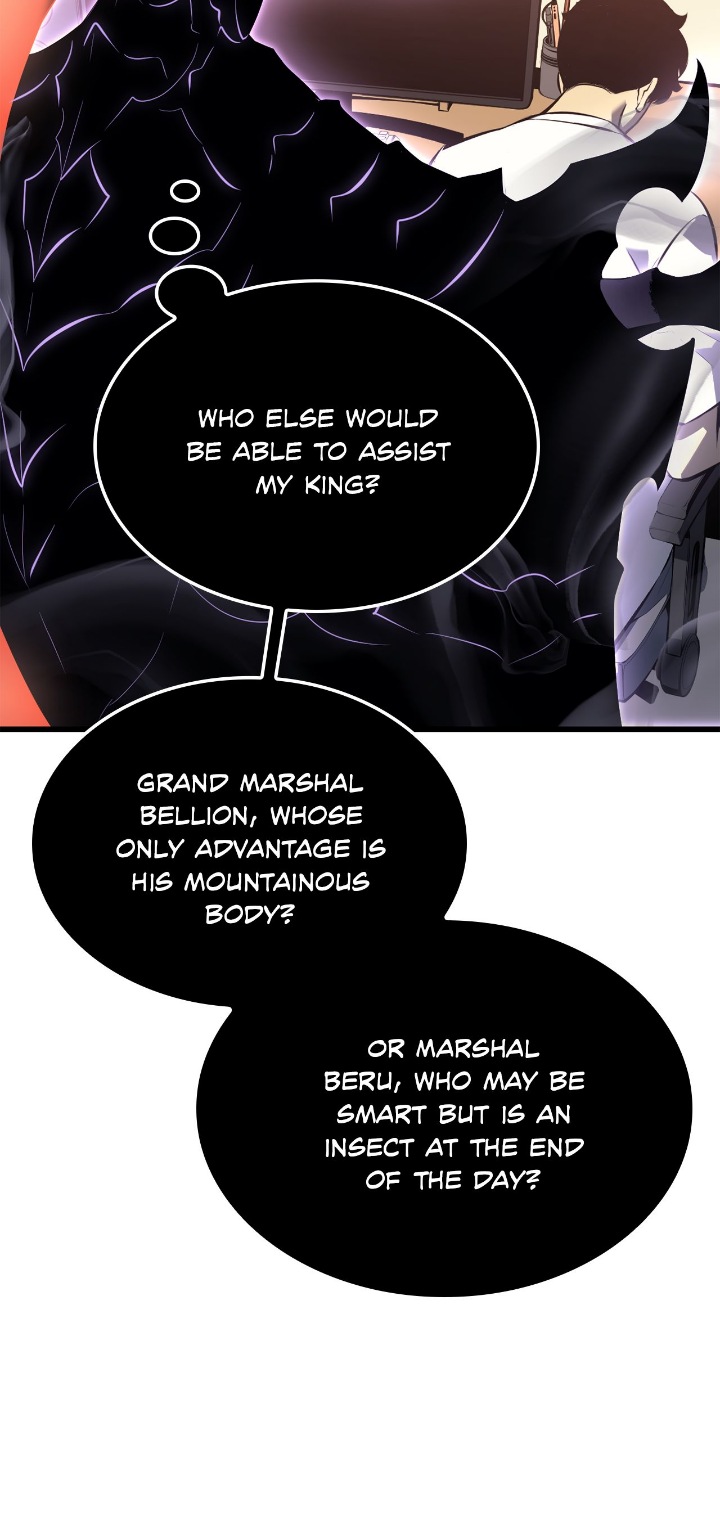 WHO ELSE WOULD
BE ABLE TO ASSIST
MY KING?
GRAND MARSHAL
BELLION, WHOSE
ONLY ADVANTAGE IS
HIS MOUNTAINOUS
BODY?
OR MARSHAL
BERU, WHO MAY BE
SMART BUT IS AN
INSECT AT THE END
OF THE DAY?